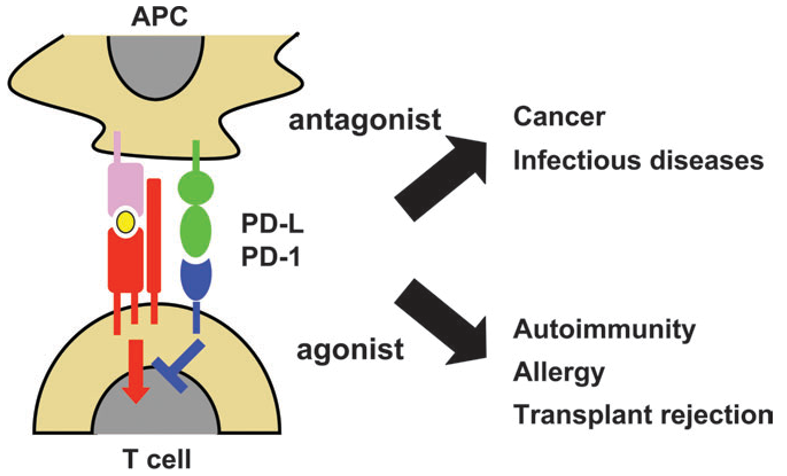 APC
antagonist
Cancer
Infectious diseases
PD-L
PD-1
agonist
Autoimmunity
Allergy
Transplant rejection
T cell